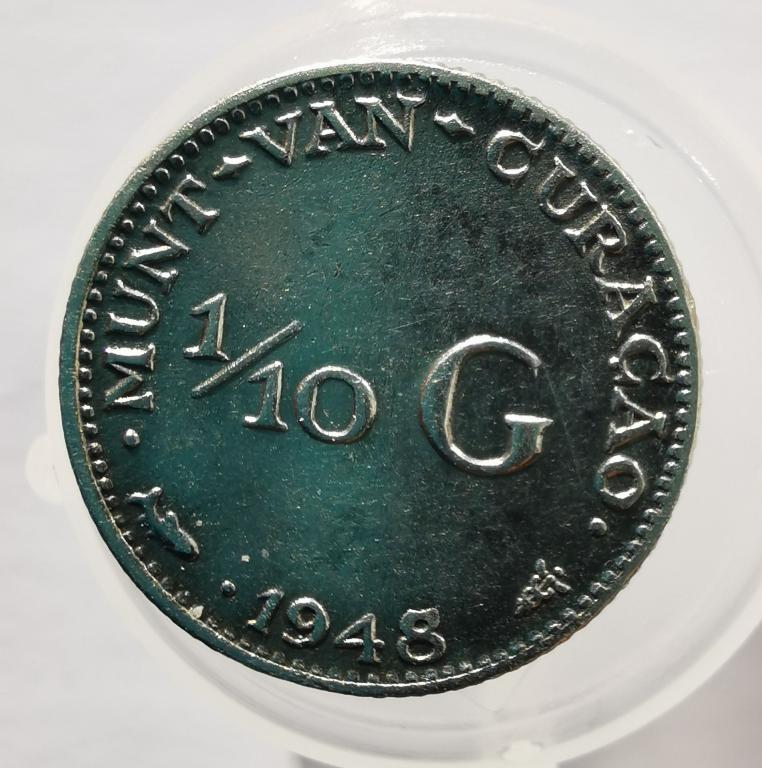 · MUNT - VAN - CURAÇAO ·
1/10 G
· 1948